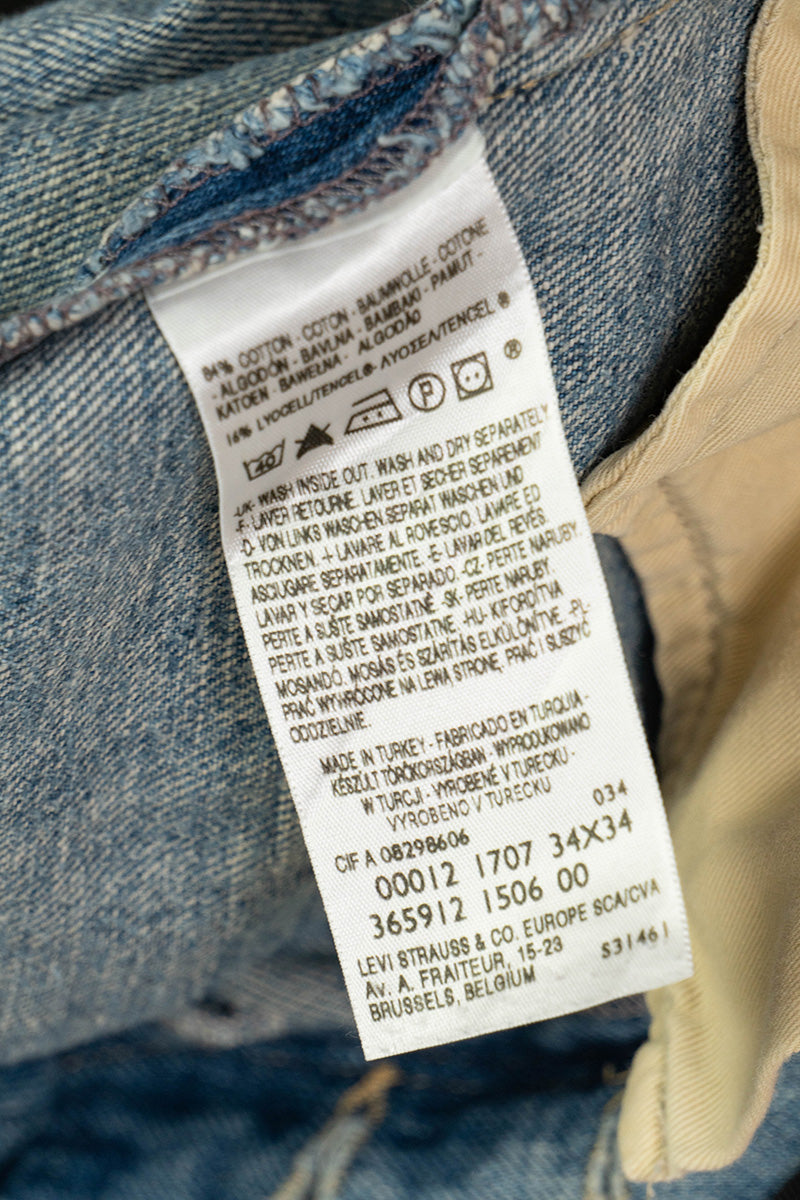 84% COTTON - COTON - BAUMWOLLE - COTONE
- ALGODÓN - BAVLNA - BAMBAKI - PAMUT -
KATOEN - BAWEŁNA - ALGODÃO
16% LYOCELL/TENCEL® - ΛΥΟΣΕΛ/TENCEL ®
40 P ®
-UK- WASH INSIDE OUT. WASH AND DRY SEPARATELY
-F- LAVER RETOURNE. LAVER ET SECHER SEPAREMENT
-D- VON LINKS WASCHEN.SEPARAT WASCHEN UND
TROCKNEN. -I- LAVARE AL ROVESCIO. LAVARE ED
ASCIUGARE SEPARATAMENTE. -E- LAVAR DEL REVÉS.
LAVAR Y SEÇAR POR SEPARADO. -CZ- PERTE NARUBY.
PERTE A SUŠTE SAMOSTATNĚ. -SK- PERTE NARUBY.
PERTE A SUŠTE SAMOSTATNE. -HU- KIFORDÍTVA
MOSANDÓ. MOSÁS ÉS SZÁRÍTÁS ELKÜLÖNÍTVE. -PL-
PRAĆ WYWRÓCONE NA LEWĄ STRONĘ, PRAĆ I SUSZYĆ
ODDZIELNIE.
MADE IN TURKEY - FABRICADO EN TURQUIA -
KÉSZÜLT TÖRÖKORSZÁGBAN - WYPRODUKOWANO
W TURCJI - VYROBENÉ V TURECKU -
VYROBENO V TURECKU
034
CIF A 08298606
00012 1707 34X34
365912 1506 00
LEVI STRAUSS & CO. EUROPE SCA/CVA
Av. A. FRAITEUR, 15-23 S31461
BRUSSELS, BELGIUM